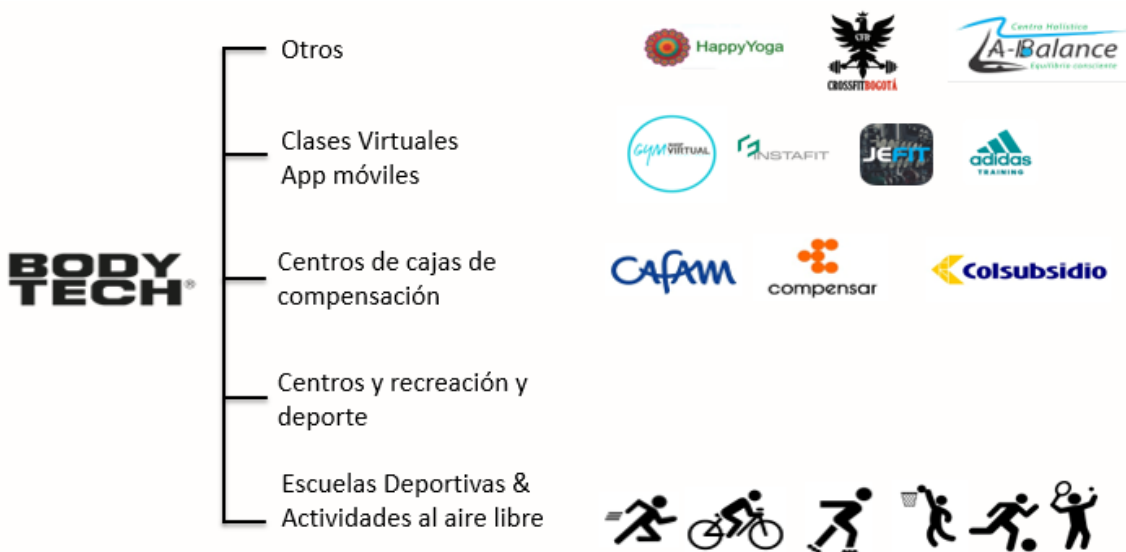 Otros
HappyYoga
CFB
CROSSFITBOGOTÁ
Centro Holístico
A-Balance
Equilibrio consciente
Clases Virtuales
App móviles
GYM VIRTUAL
INSTAFIT
JEFIT
adidas
TRAINING
BODY
TECH®
Centros de cajas de
compensación
CAFAM
compensar
Colsubsidio
Centros y recreación y
deporte
Escuelas Deportivas &
Actividades al aire libre